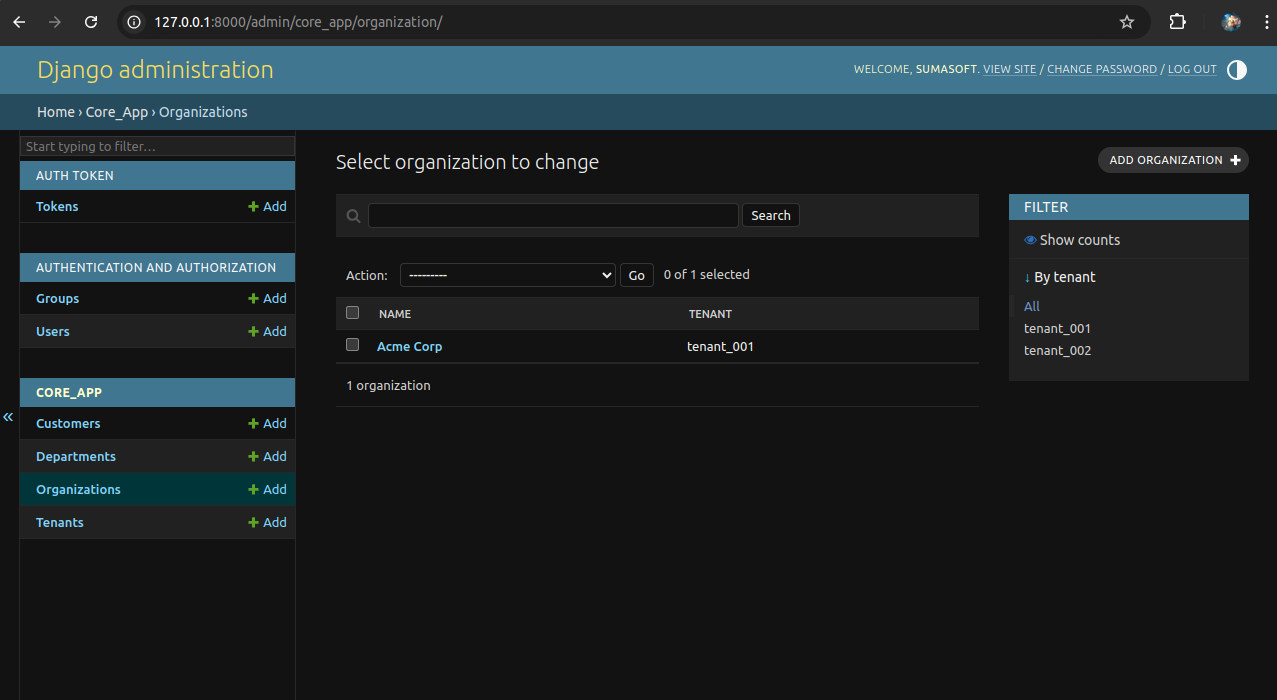 127.0.0.1:8000/admin/core_app/organization/
Django administration
WELCOME, SUMASOFT. VIEW SITE / CHANGE PASSWORD / LOG OUT
Home › Core_App › Organizations
Start typing to filter...
AUTH TOKEN
Tokens + Add
AUTHENTICATION AND AUTHORIZATION
Groups + Add
Users + Add
CORE_APP
Customers + Add
Departments + Add
Organizations + Add
Tenants + Add
«
Select organization to change
ADD ORGANIZATION +
Search
Action: --------- Go 0 of 1 selected
NAME TENANT
Acme Corp tenant_001
1 organization
FILTER
Show counts
↓ By tenant
All
tenant_001
tenant_002